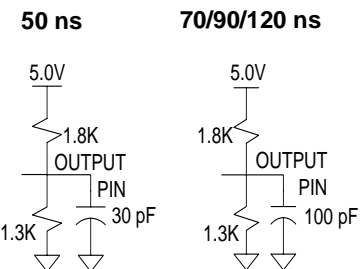 50 ns
5.0V
1.8K
OUTPUT
PIN
30 pF
1.3K
70/90/120 ns
5.0V
1.8K
OUTPUT
PIN
100 pF
1.3K